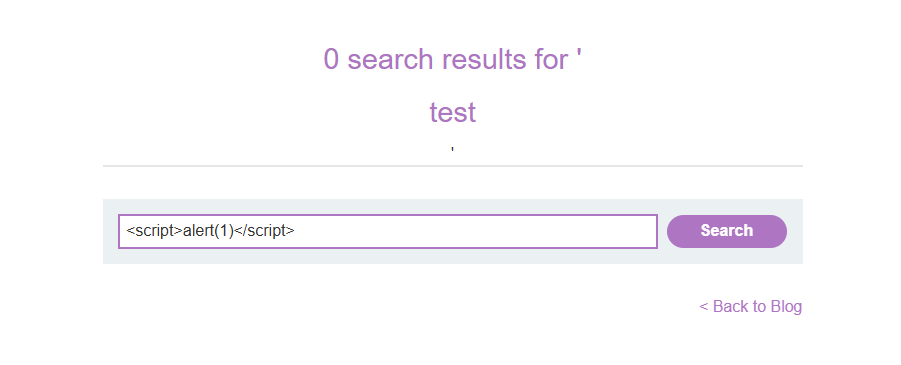 0 search results for '
test
'
<script>alert(1)</script>
Search
< Back to Blog